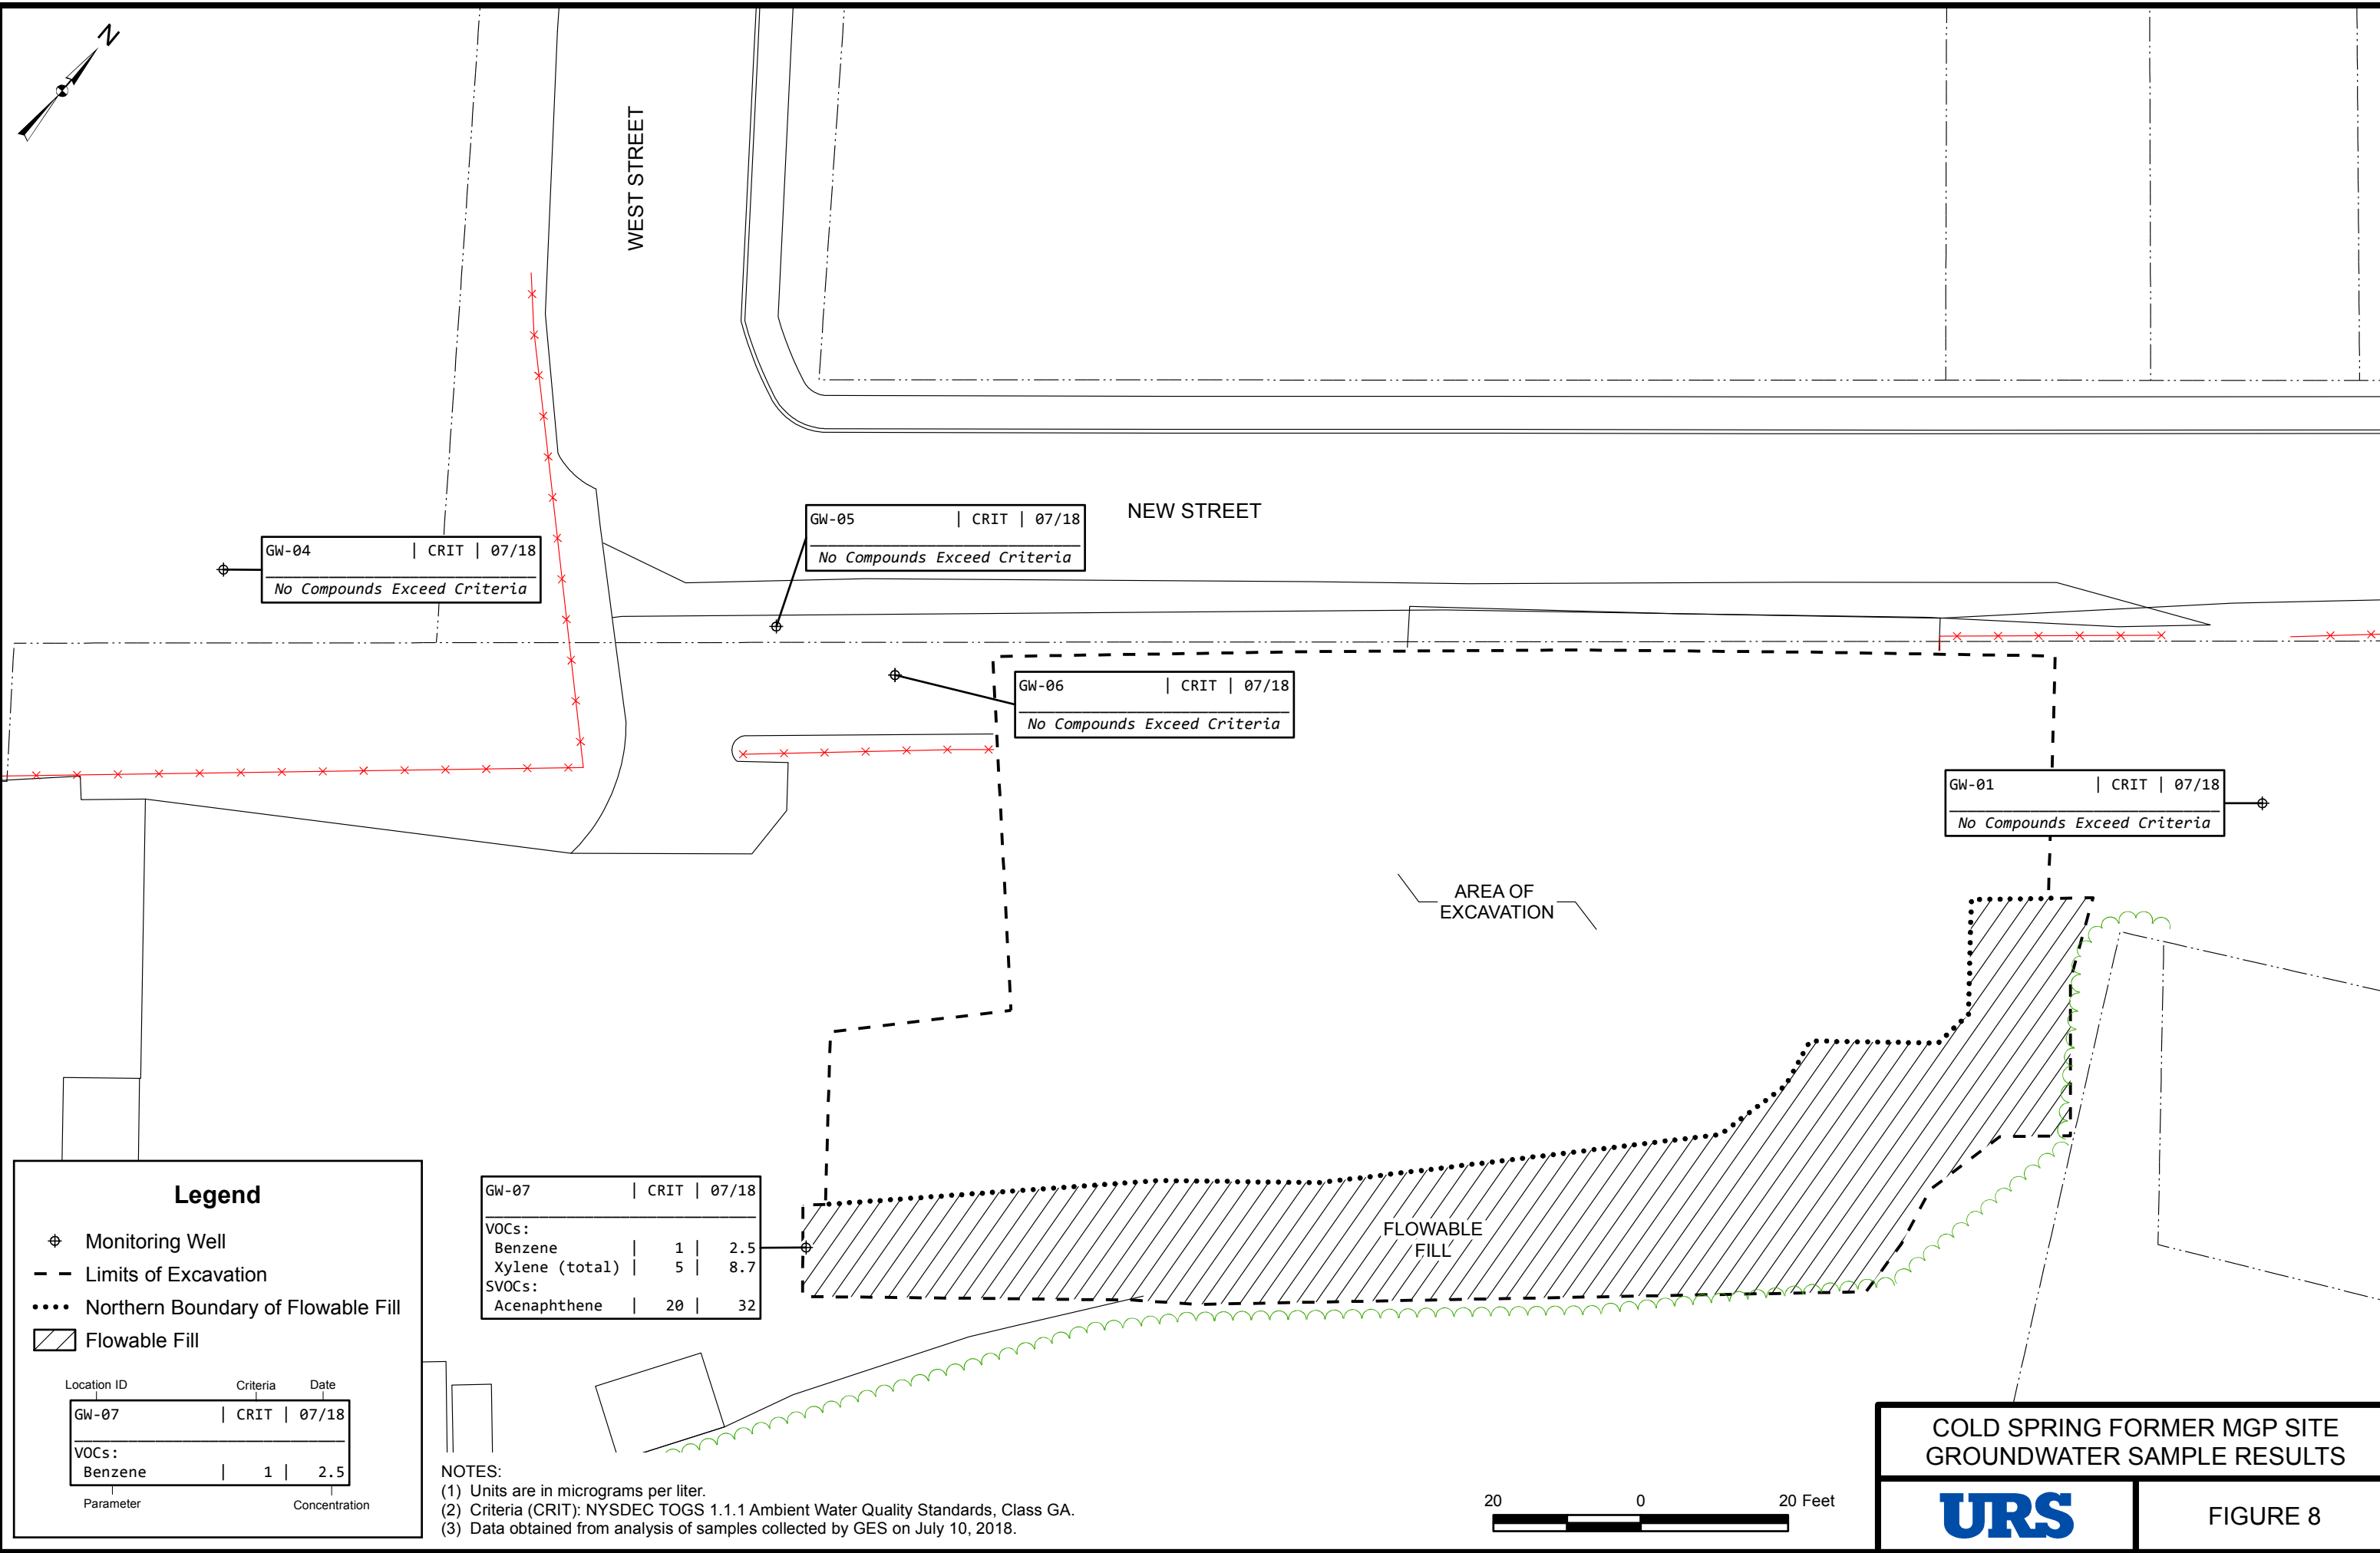 N
WEST STREET
NEW STREET
GW-04 | CRIT | 07/18
No Compounds Exceed Criteria
GW-05 | CRIT | 07/18
No Compounds Exceed Criteria
GW-06 | CRIT | 07/18
No Compounds Exceed Criteria
GW-01 | CRIT | 07/18
No Compounds Exceed Criteria
AREA OF
EXCAVATION
GW-07 | CRIT | 07/18
VOCs:
Benzene | 1 | 2.5
Xylene (total) | 5 | 8.7
SVOCs:
Acenaphthene | 20 | 32
FLOWABLE
FILL
Legend
Monitoring Well
Limits of Excavation
Northern Boundary of Flowable Fill
Flowable Fill
Location ID Criteria Date
GW-07 | CRIT | 07/18
VOCs:
Benzene | 1 | 2.5
Parameter Concentration
NOTES:
(1) Units are in micrograms per liter.
(2) Criteria (CRIT): NYSDEC TOGS 1.1.1 Ambient Water Quality Standards, Class GA.
(3) Data obtained from analysis of samples collected by GES on July 10, 2018.
20 0 20 Feet
COLD SPRING FORMER MGP SITE
GROUNDWATER SAMPLE RESULTS
URS
FIGURE 8